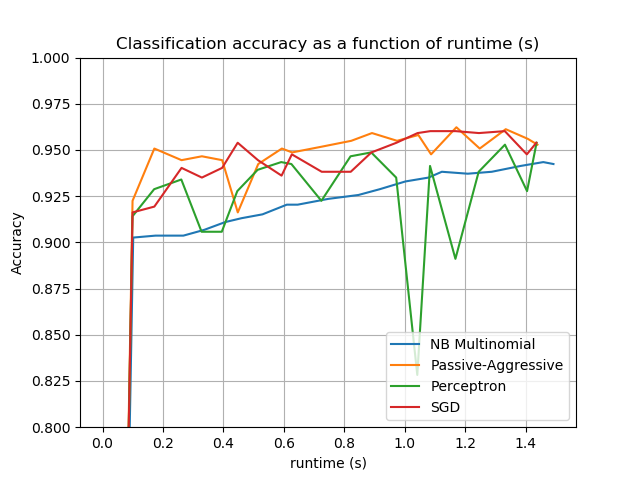 Classification accuracy as a function of runtime (s)
1.000
0.975
0.950
0.925
0.900
0.875
0.850
0.825
0.800
Accuracy
0.0 0.2 0.4 0.6 0.8 1.0 1.2 1.4
runtime (s)
NB Multinomial
Passive-Aggressive
Perceptron
SGD